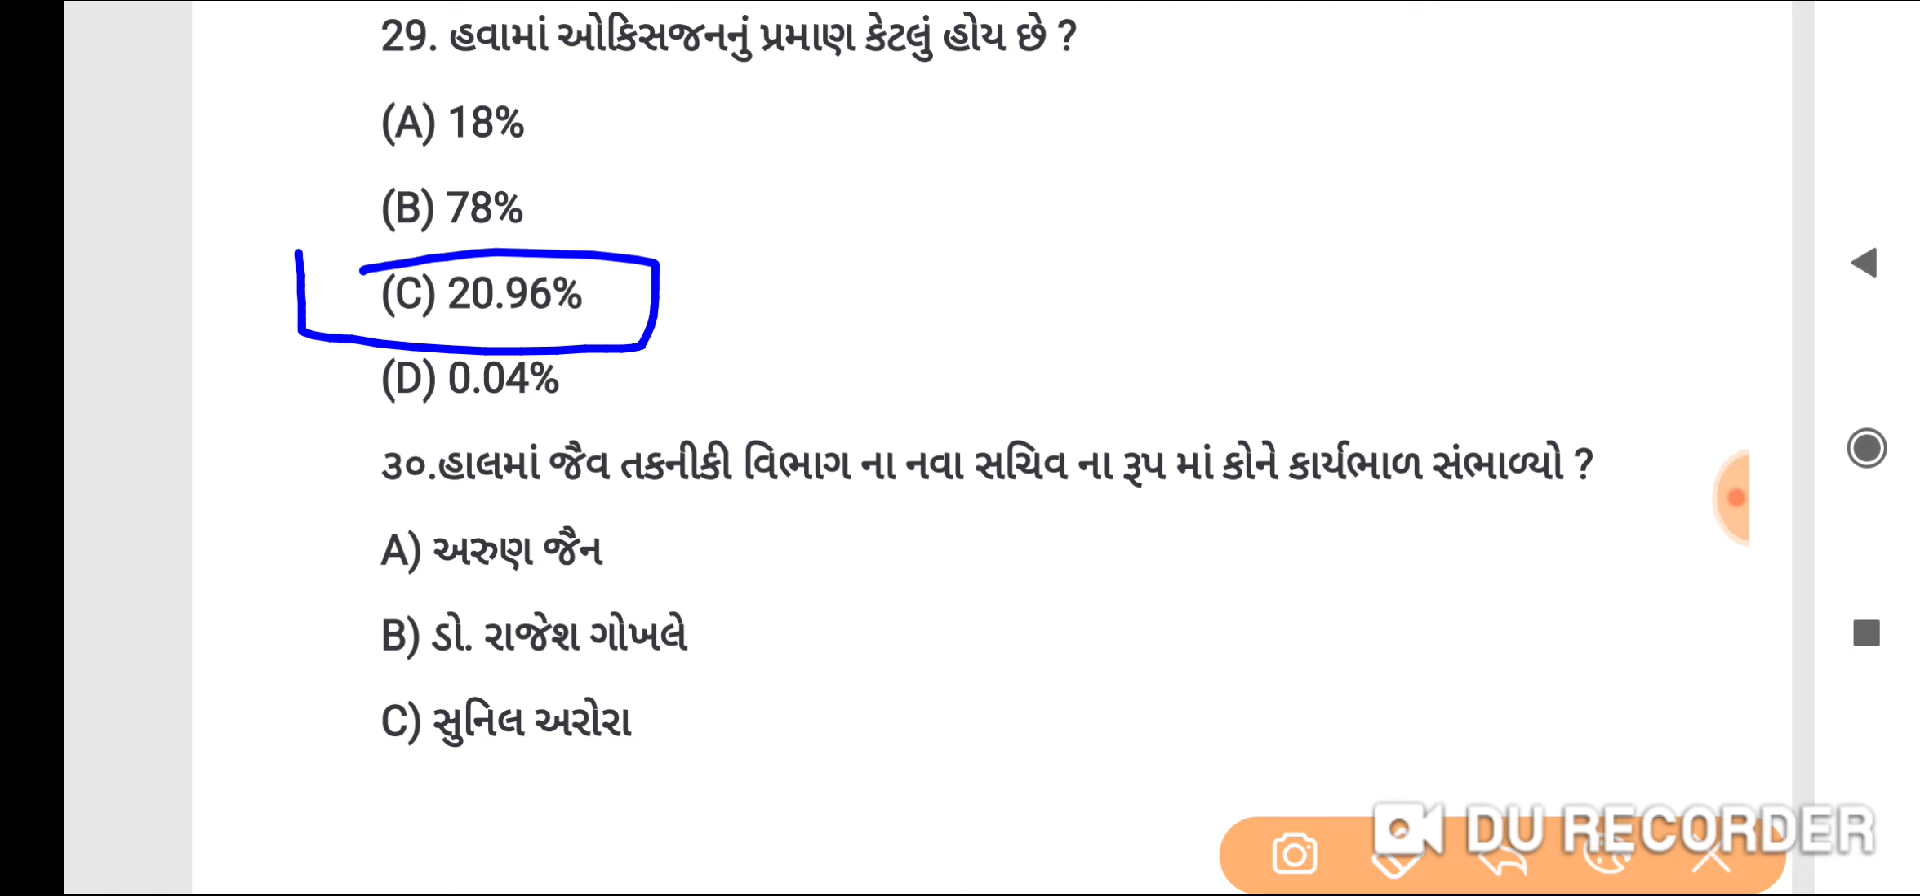 29. હવામાં ઓકિસજનનું પ્રમાણ કેટલું હોય છે ?
(A) 18%
(B) 78%
(C) 20.96%
(D) 0.04%
૩૦.હાલમાં જૈવ તકનીકી વિભાગ ના નવા સચિવ ના રૂપ માં કોને કાર્યભાળ સંભાળ્યો ?
A) અરુણ જૈન
B) ડો. રાજેશ ગોખલે
C) સુનિલ અરોરા
DU RECORDER